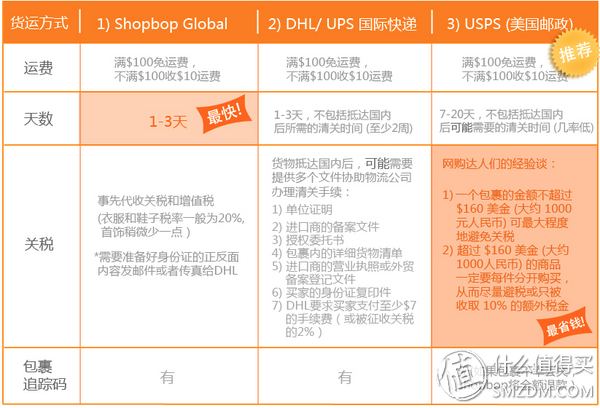 货运方式
1) Shopbop Global
2) DHL/ UPS 国际快递
3) USPS (美国邮政)
推荐
运费
满$100免运费，
不满$100收$10运费
满$100免运费，
不满$100收$10运费
满$100免运费，
不满$100收$10运费
天数
1-3天
最快!
1-3天，不包括抵达国内
后所需的清关时间 (至少2周)
7-20天，不包括抵达国内
后可能需要的清关时间 (几率低)
关税
事先代收关税和增值税
(衣服和鞋子税率一般为20%,
首饰稍微少一点 )
*需要准备好身份证的正反面
内容发邮件或者传真给DHL
货物抵达国内后，可能需要
提供多个文件协助物流公司
办理清关手续：
1) 单位证明
2) 进口商的备案文件
3) 授权委托书
4) 包裹内的详细货物清单
5) 进口商的营业执照或外贸
备案登记文件
6) 买家的身份证复印件
7) DHL要求买家支付至少$7
的手续费（或被征收关税
的2%）
网购达人们的经验谈：
1) 一个包裹的金额不超过
$160 美金 (大约 1000
元人民币) 可最大程度
地避免关税
2) 超过 $160 美金 (大约
1000人民币) 的商品
一定要每件分开购买，
从而尽量避税或只被
收取 10% 的额外税金
最省钱!
包裹
追踪码
有
有
值 什么值得买
SMZDM.COM